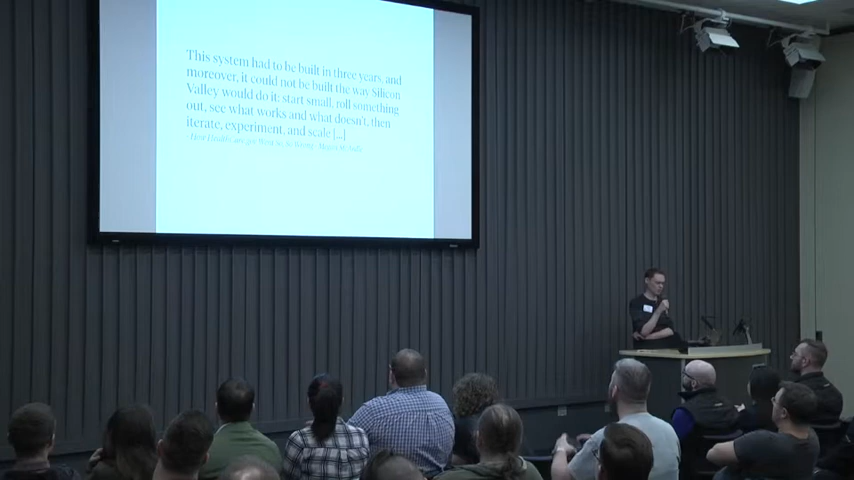 This system had to be built in three years, and
moreover, it could not be built the way Silicon
Valley would do it: start small, roll something
out, see what works and what doesn't, then
iterate, experiment, and scale [...]